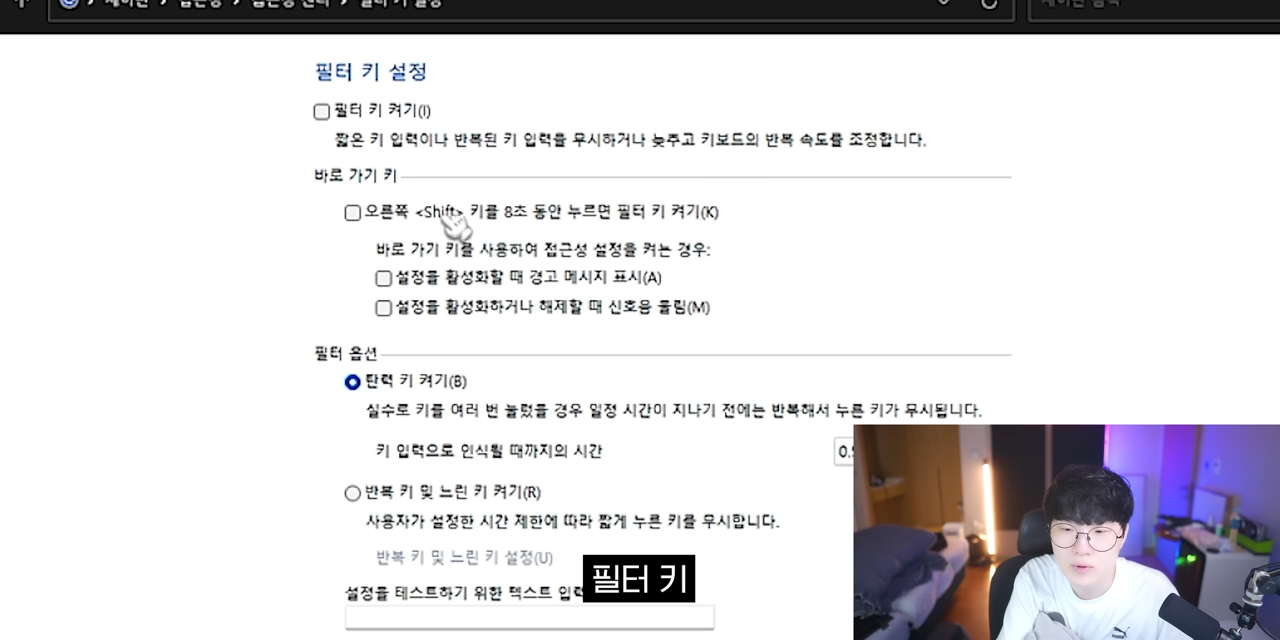 필터 키 설정
필터 키 켜기(I)
짧은 키 입력이나 반복된 키 입력을 무시하거나 늦추고 키보드의 반복 속도를 조정합니다.
바로 가기 키
오른쪽 <Shift> 키를 8초 동안 누르면 필터 키 켜기(K)
바로 가기 키를 사용하여 접근성 설정을 켜는 경우:
설정을 활성화할 때 경고 메시지 표시(A)
설정을 활성화하거나 해제할 때 신호음 울림(M)
필터 옵션
탄력 키 켜기(B)
실수로 키를 여러 번 눌렀을 경우 일정 시간이 지나기 전에는 반복해서 누른 키가 무시됩니다.
키 입력으로 인식될 때까지의 시간
반복 키 및 느린 키 켜기(R)
사용자가 설정한 시간 제한에 따라 짧게 누른 키를 무시합니다.
반복 키 및 느린 키 설정(U)
설정을 테스트하기 위한 텍스트 입력
필터 키